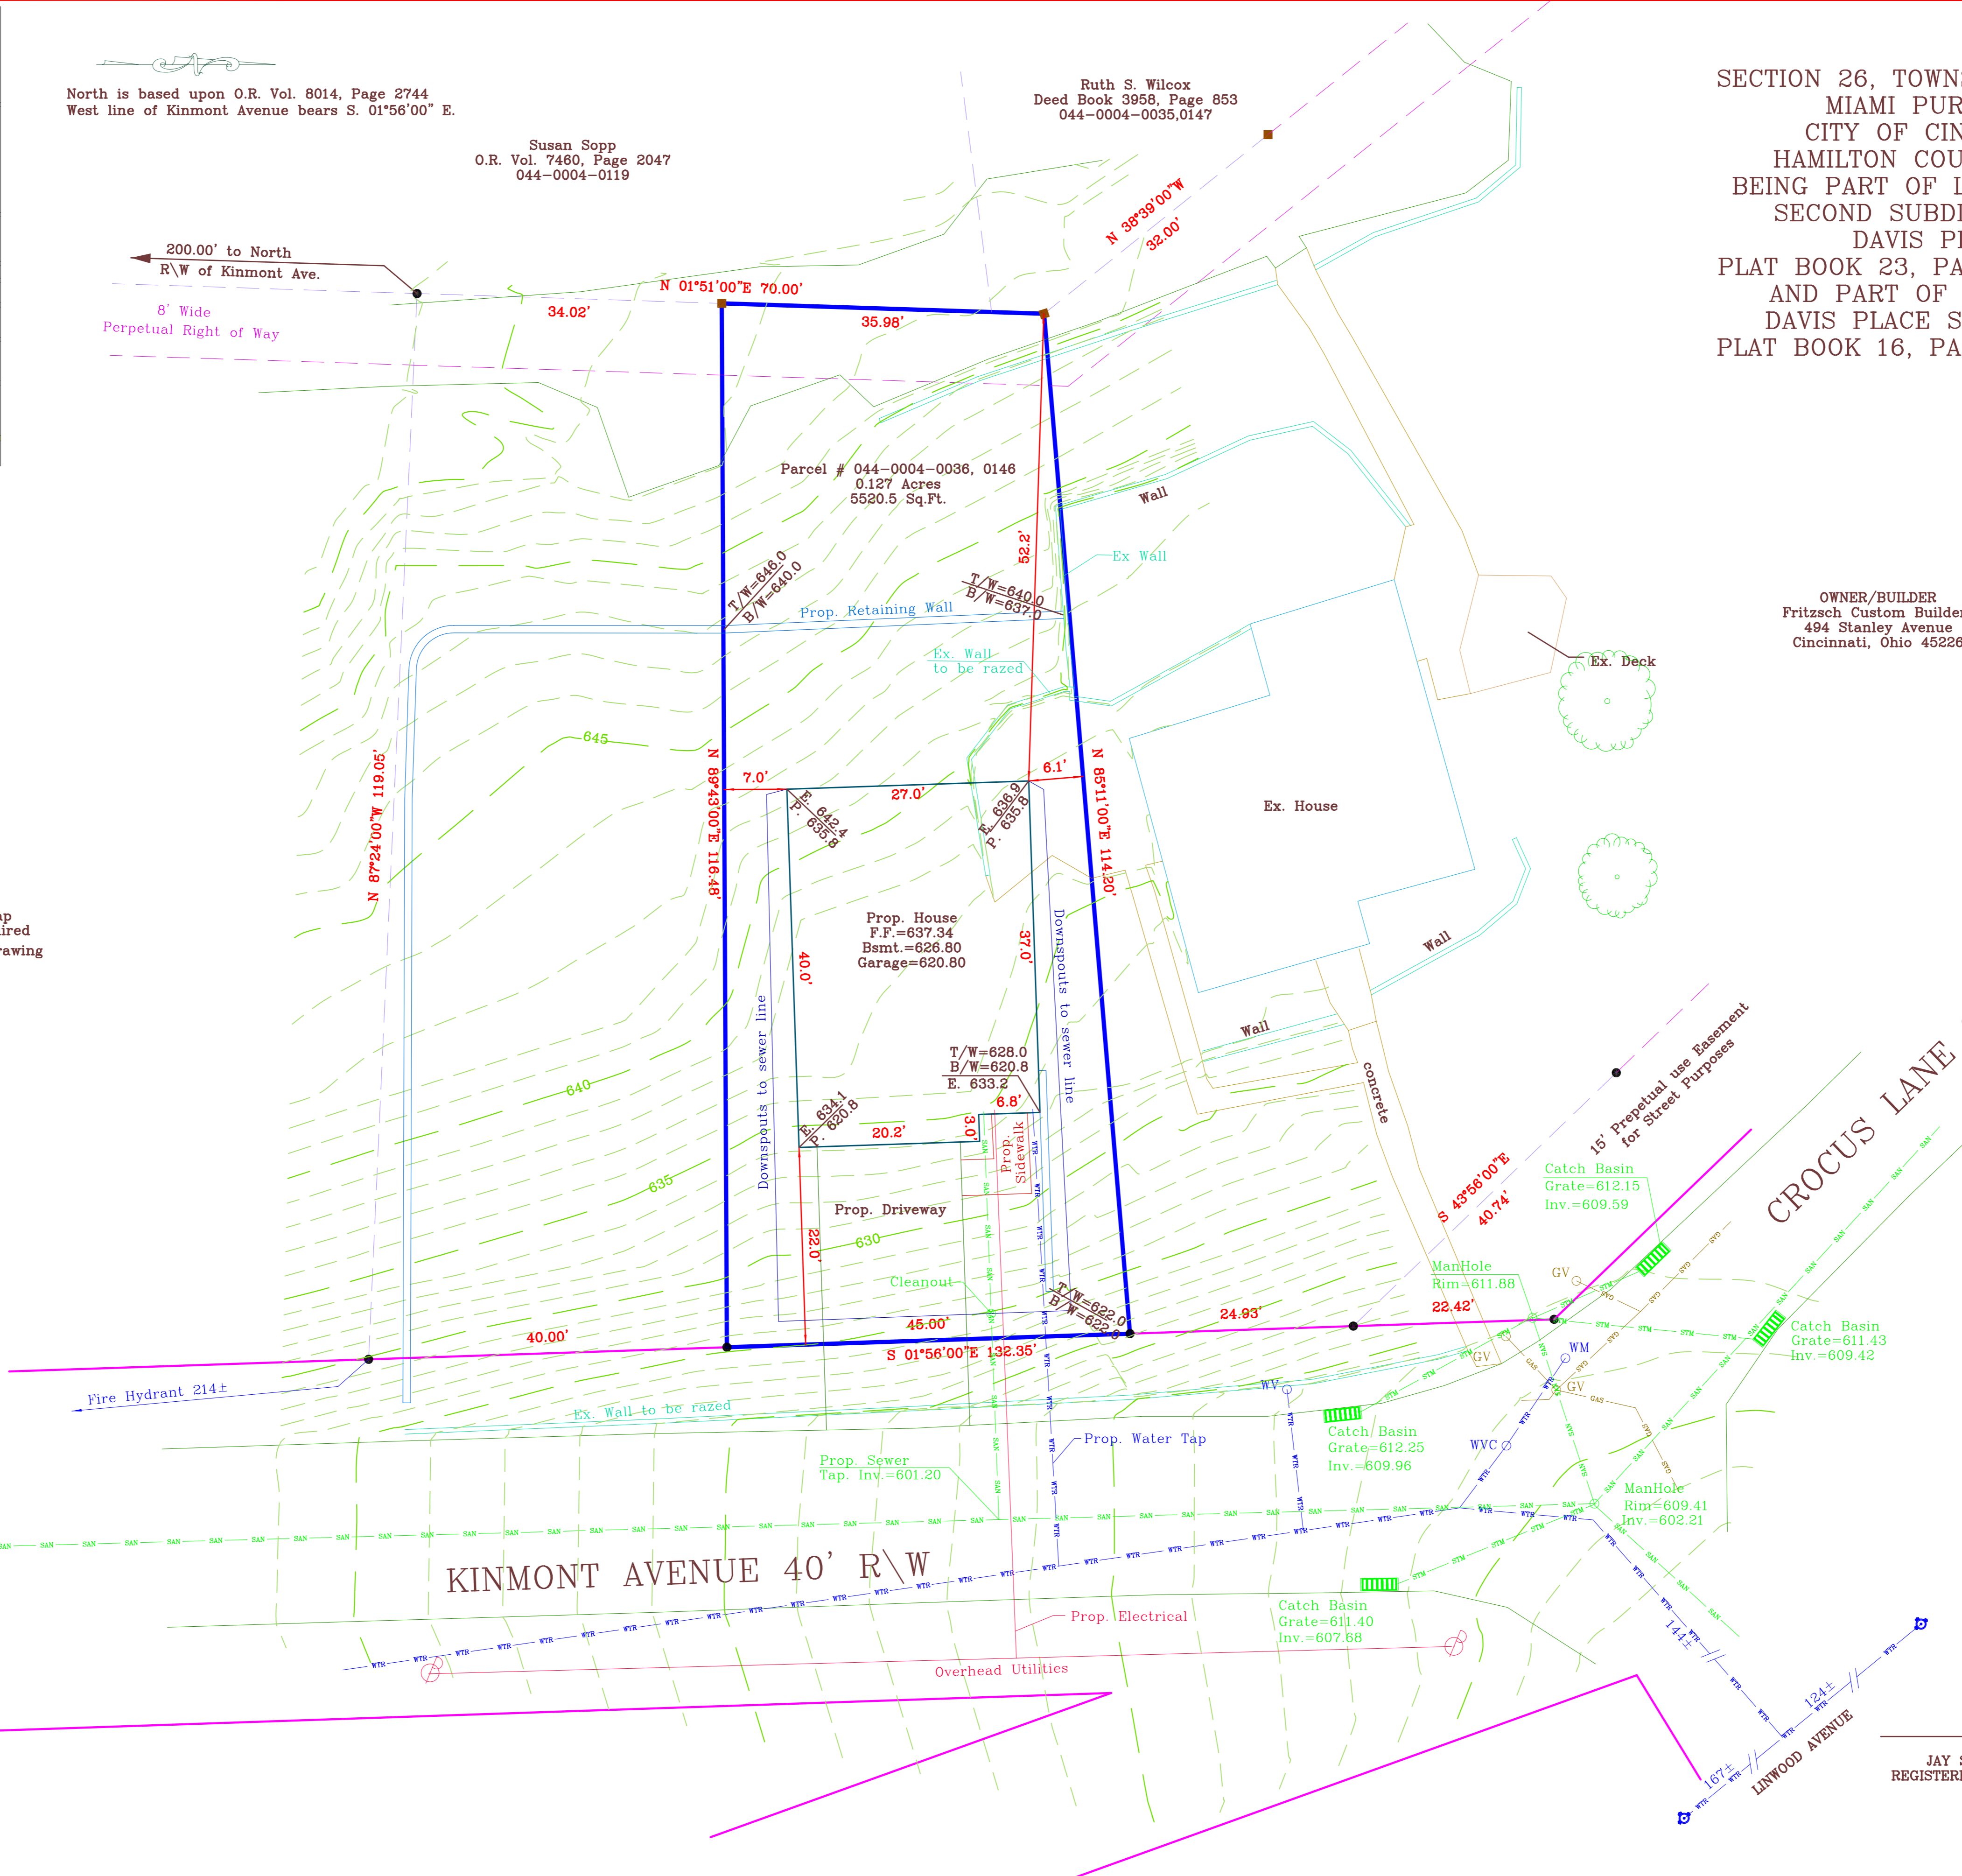 North is based upon O.R. Vol. 8014, Page 2744
West line of Kinmont Avenue bears S. 01°56'00" E.
Susan Sopp
O.R. Vol. 7460, Page 2047
044-0004-0119
Ruth S. Wilcox
Deed Book 3958, Page 853
044-0004-0035,0147
SECTION 26, TOWNS
MIAMI PUR
CITY OF CIN
HAMILTON COU
BEING PART OF L
SECOND SUBDI
DAVIS PL
PLAT BOOK 23, PA
AND PART OF
DAVIS PLACE S
PLAT BOOK 16, PA
200.00' to North
R\W of Kinmont Ave.
8' Wide
Perpetual Right of Way
N 01°51'00"E 70.00'
34.02'
35.98'
N 38°39'00"W
32.00'
Parcel # 044-0004-0036, 0146
0.127 Acres
5520.5 Sq.Ft.
Wall
Ex Wall
52.2'
T/W=646.0
B/W=640.0
T/W=640.0
B/W=637.0
Prop. Retaining Wall
Ex. Wall
to be razed
OWNER/BUILDER
Fritzsch Custom Builder
494 Stanley Avenue
Cincinnati, Ohio 45226
Ex. Deck
645
N 87°24'00"W 119.05'
N 89°43'00"E 116.48'
7.0'
27.0'
6.1'
N 85°11'00"E 114.20'
E. 642.4
P. 635.8
E. 636.9
P. 635.8
Ex. House
ap
ired
rawing
Prop. House
F.F.=637.34
Bsmt.=626.80
Garage=620.80
40.0'
37.0'
Downspouts to sewer line
Downspouts to sewer line
Wall
Wall
concrete
T/W=628.0
B/W=620.8
E. 633.2
6.8'
3.0'
20.2'
E. 634.1
P. 620.8
640
635
630
Prop.
Sidewalk
Prop. Driveway
22.0'
Cleanout
15' Prepetual use Easement
for Street Purposes
CROCUS LANE
S 43°56'00"E
40.74'
Catch Basin
Grate=612.15
Inv.=609.59
ManHole
Rim=611.88
GV
T/W=622.0
B/W=622.6
24.93'
22.42'
40.00'
45.00'
S 01°56'00"E 132.35'
Catch Basin
Grate=611.43
Inv.=609.42
Fire Hydrant 214±
Ex. Wall to be razed
WV
WM
GV
GV
WVC
Catch Basin
Grate=612.25
Inv.=609.96
Prop. Water Tap
Prop. Sewer
Tap. Inv.=601.20
ManHole
Rim=609.41
Inv.=602.21
SAN
WTR
STM
GAS
KINMONT AVENUE 40' R\W
Catch Basin
Grate=611.40
Inv.=607.68
Prop. Electrical
Overhead Utilities
144±
124±
167±
LINWOOD AVENUE
JAY S
REGISTERE